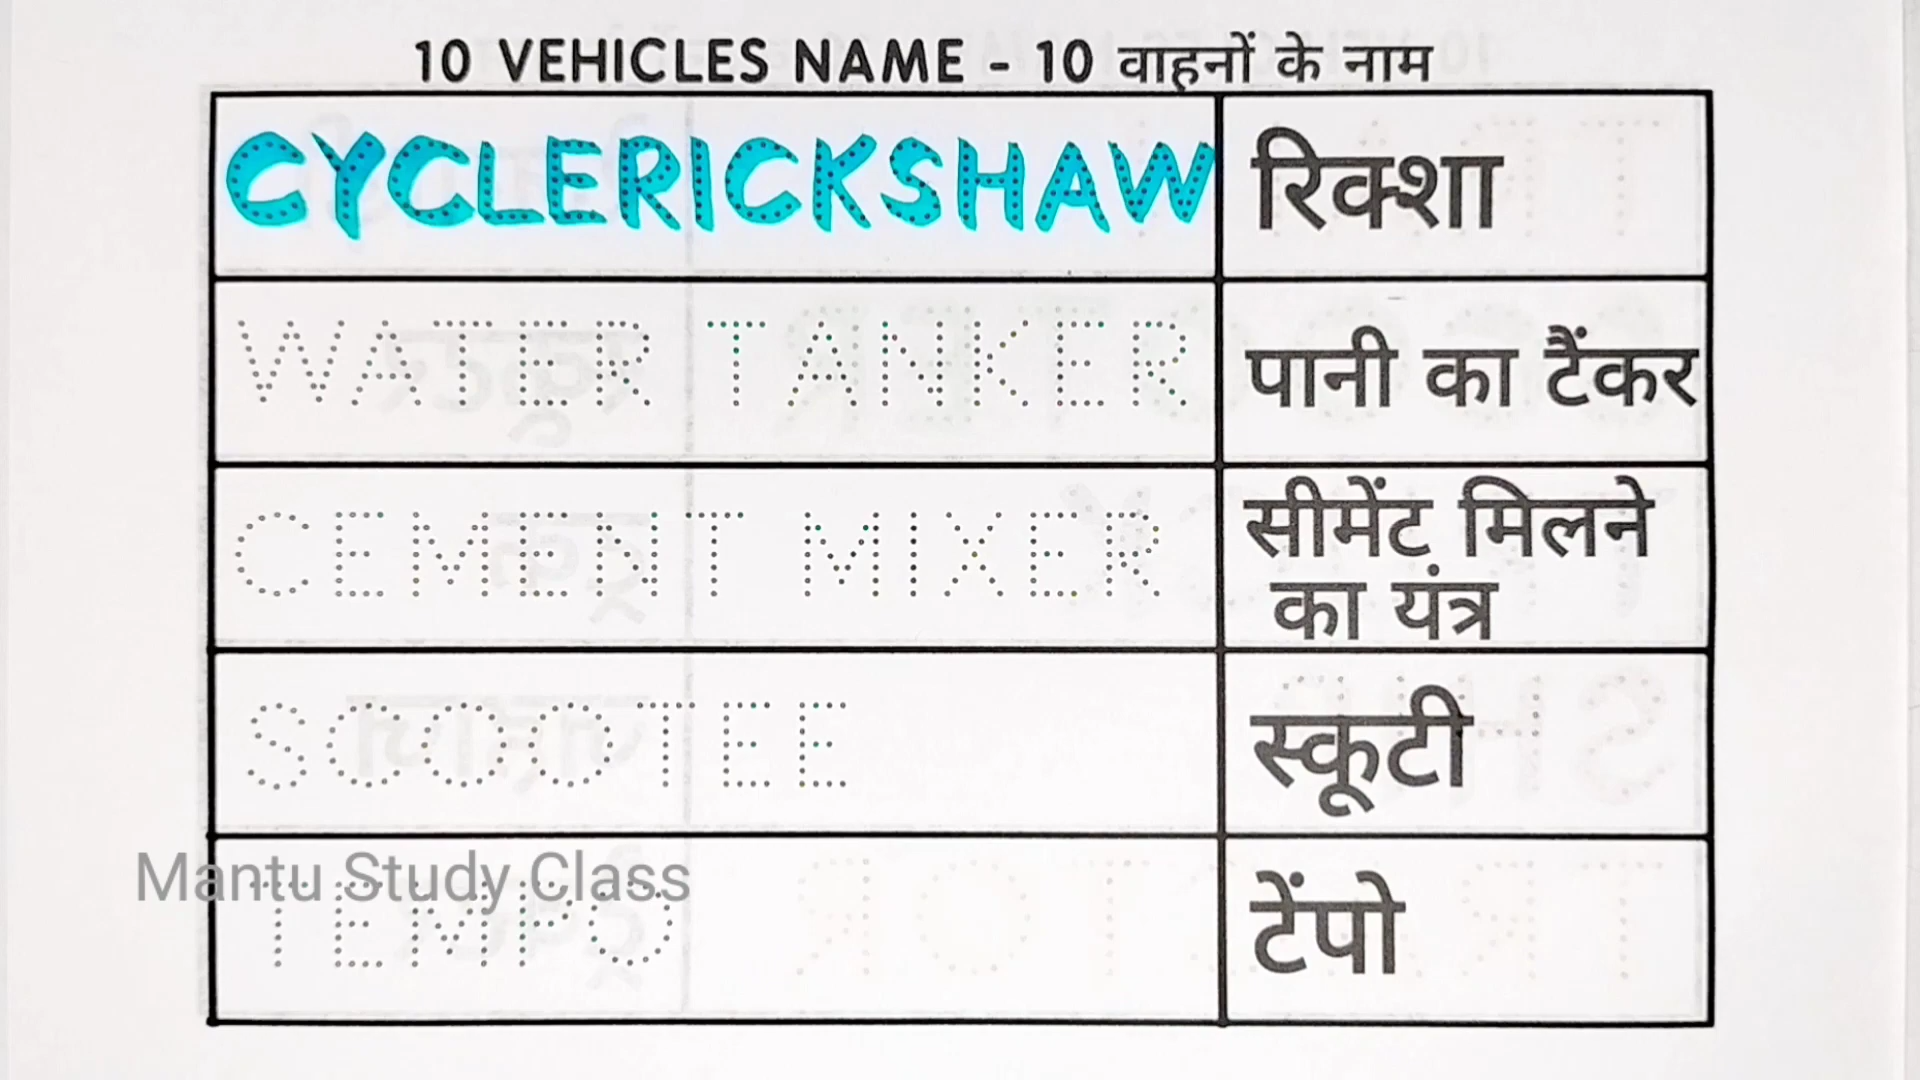 10 VEHICLES NAME - 10 वाहनों के नाम
CYCLERICKSHAW रिक्शा
WATER TANKER पानी का टैंकर
CEMENT MIXER सीमेंट मिलने
का यंत्र
SCOOTEE स्कूटी
Mantu Study Class
TEMPO टेंपो